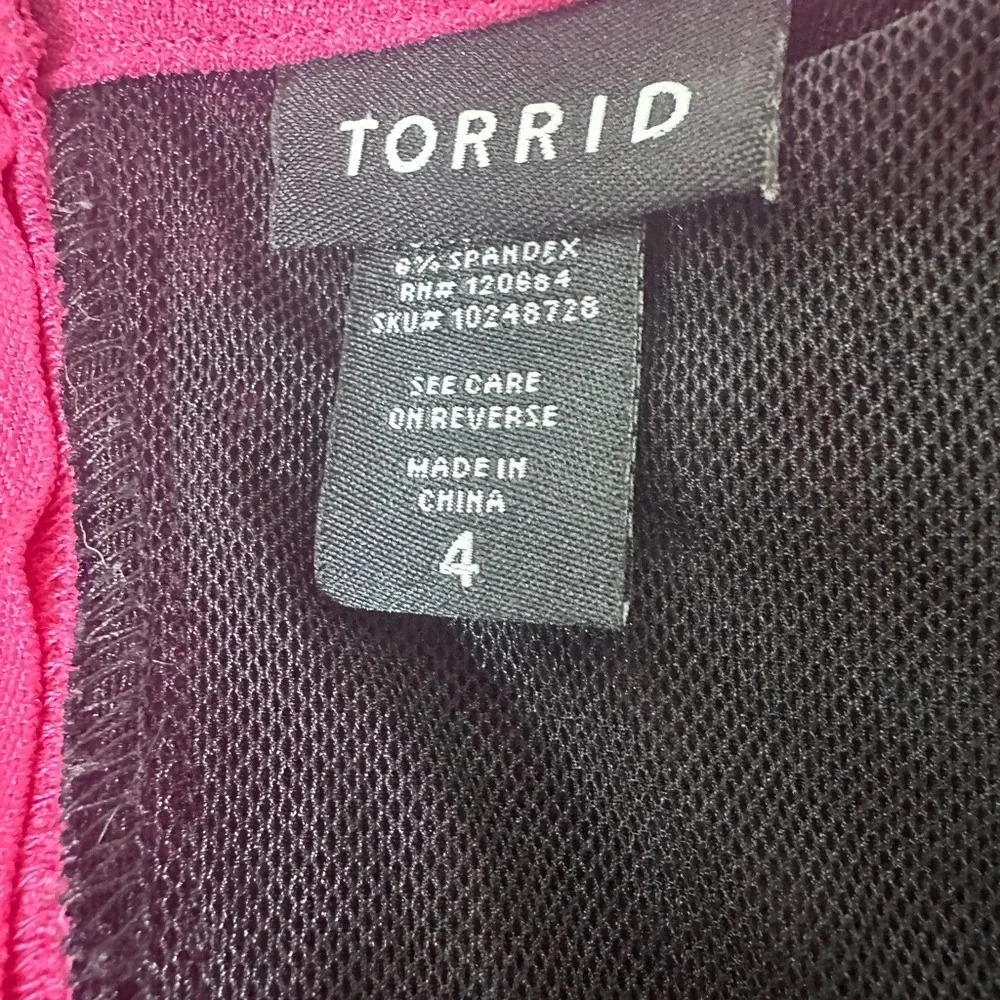 TORRID
6% SPANDEX
RN# 120684
SKU# 10248728
SEE CARE
ON REVERSE
MADE IN
CHINA
4